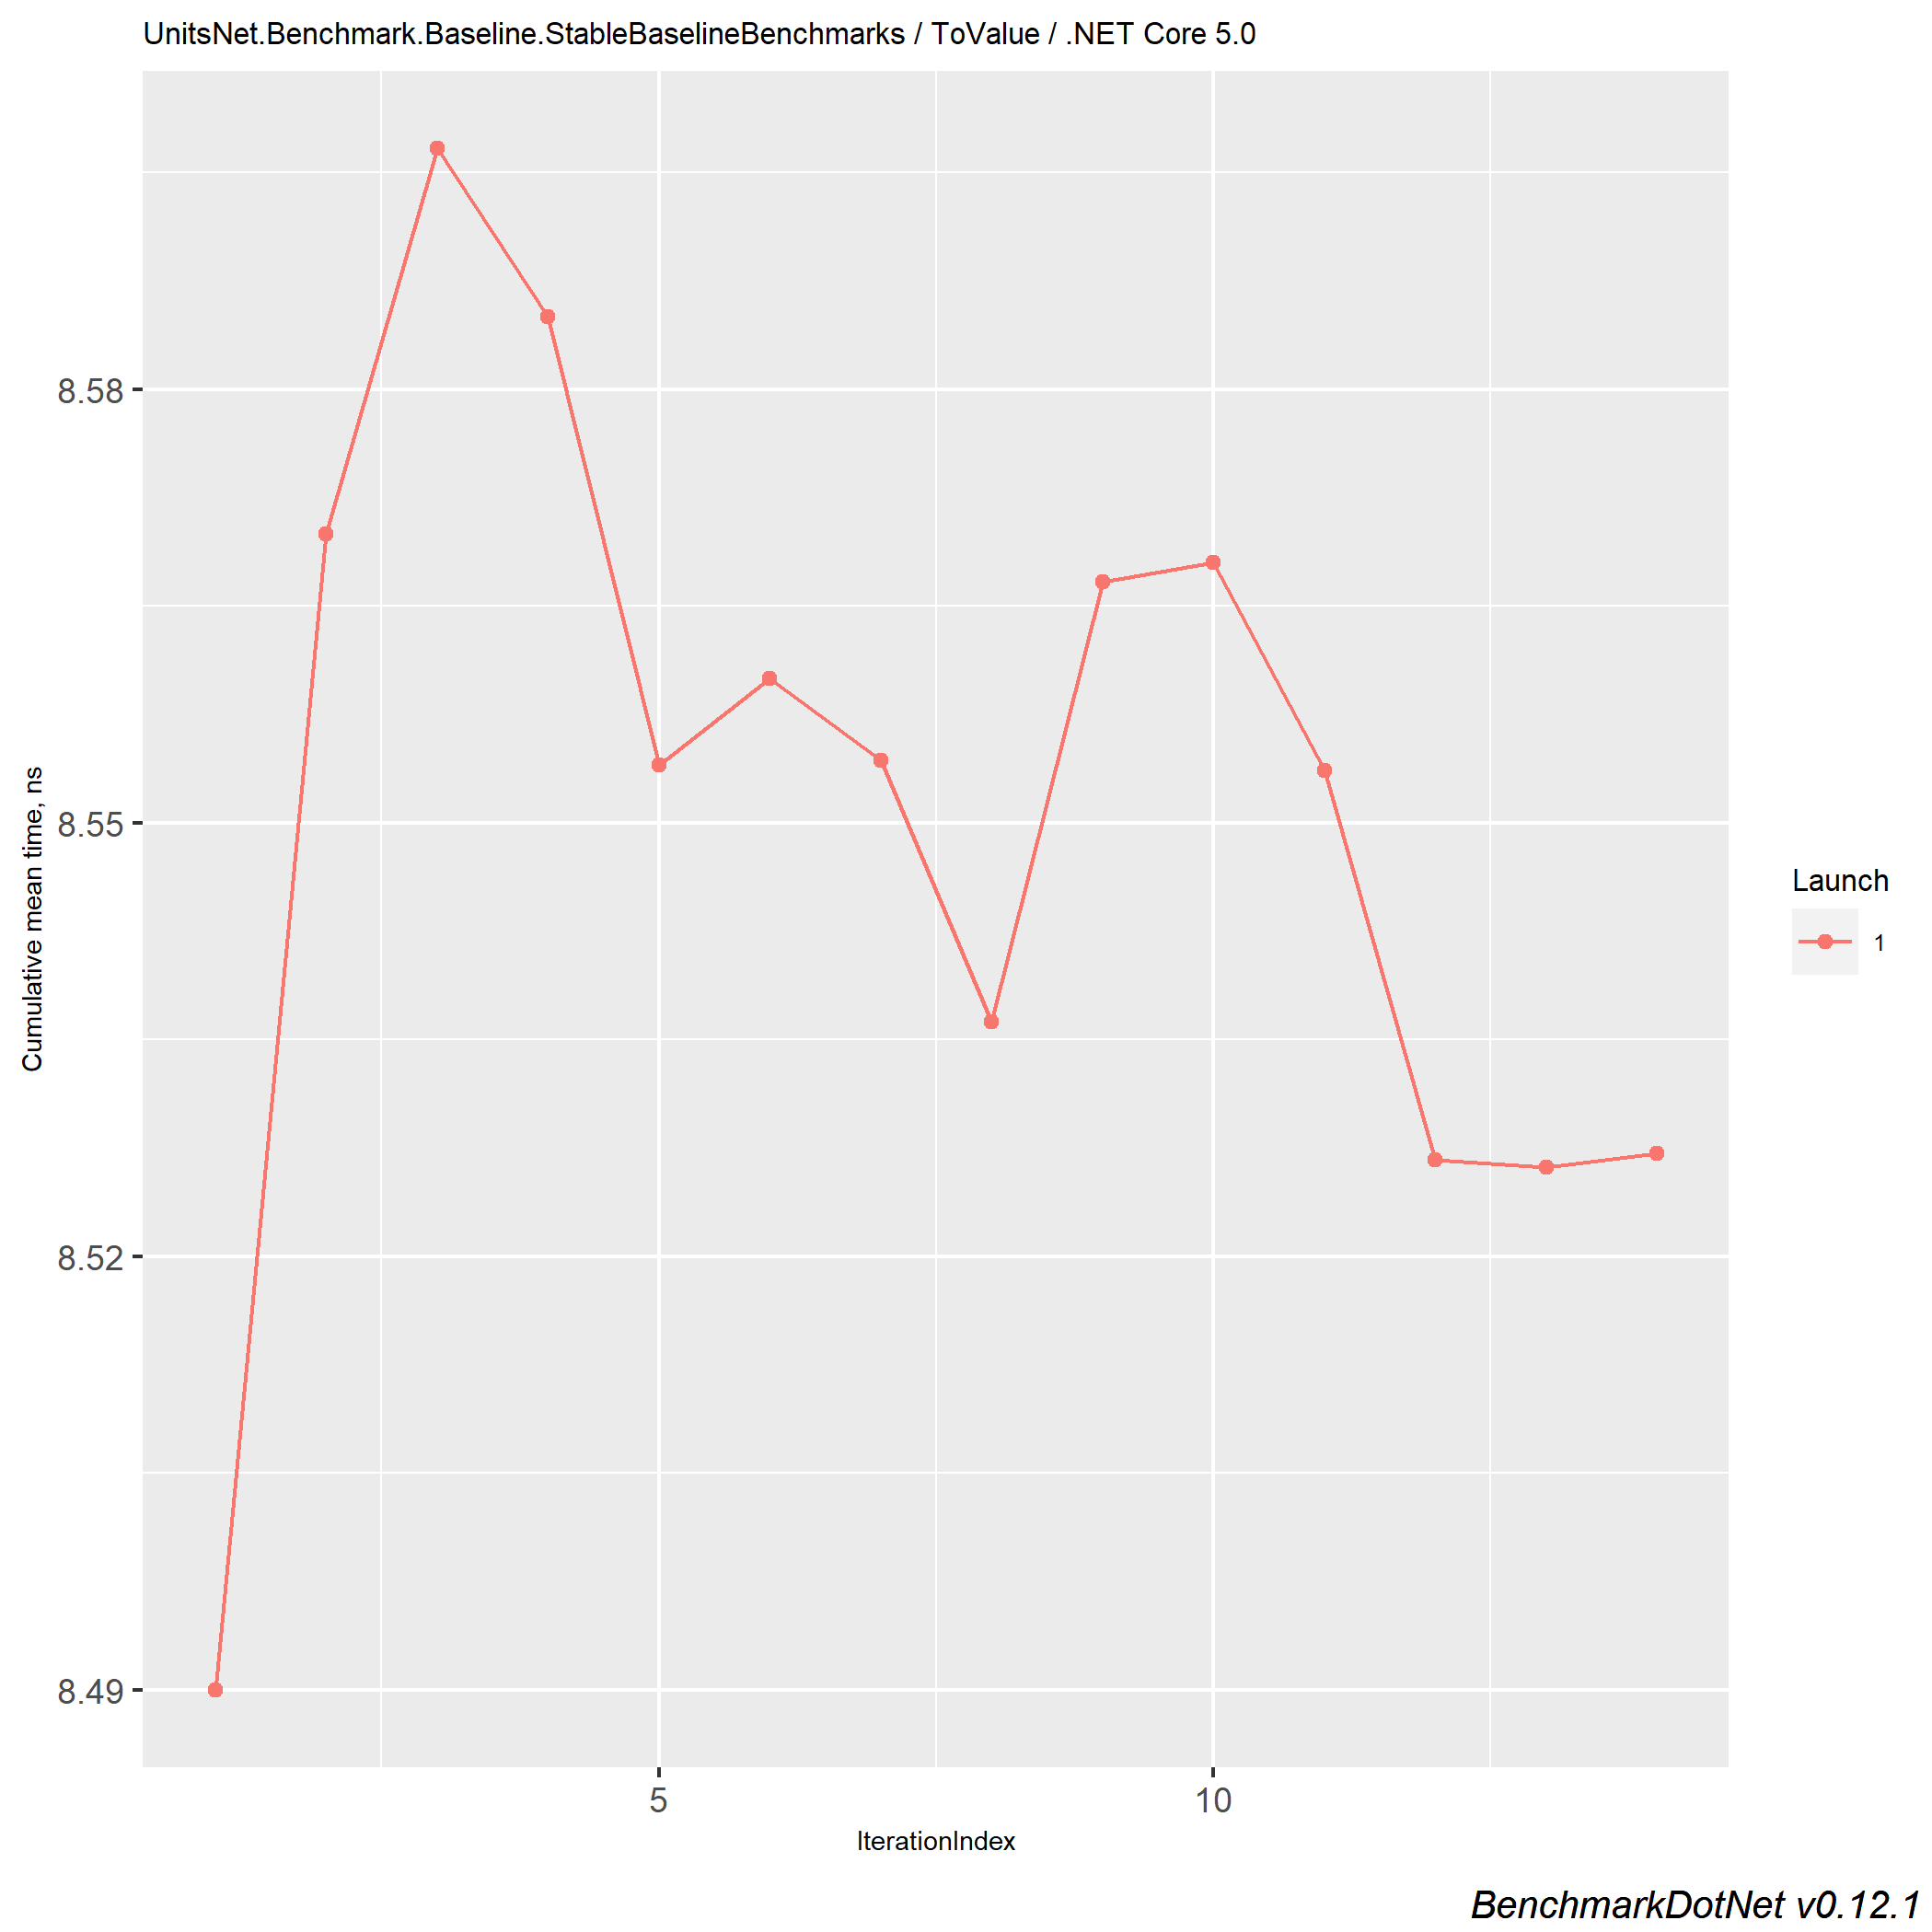 UnitsNet.Benchmark.Baseline.StableBaselineBenchmarks / ToValue / .NET Core 5.0
8.58
8.55
8.52
8.49
Cumulative mean time, ns
5
10
IterationIndex
Launch
1
BenchmarkDotNet v0.12.1